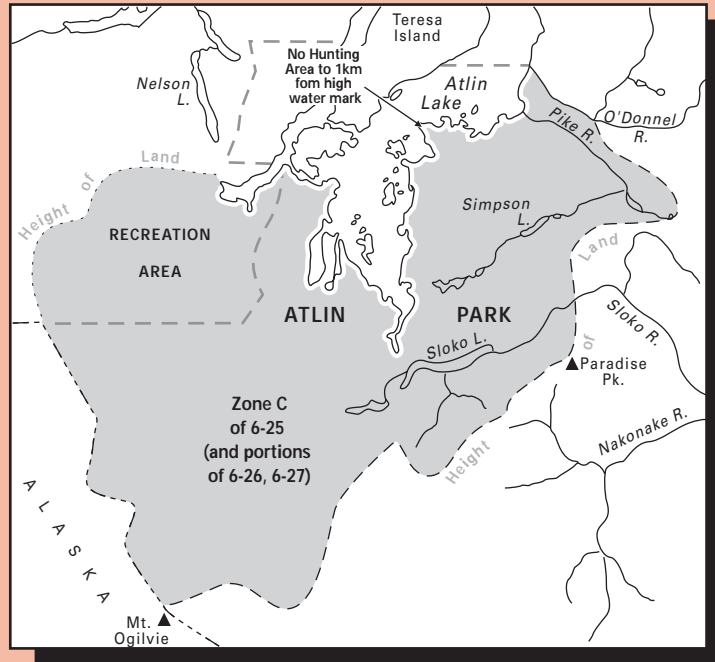 Teresa
Island
No Hunting
Area to 1km
fom high
water mark
Nelson
L.
Atlin
Lake
Pike R.
O'Donnel
R.
Height of Land
Simpson
L.
RECREATION
AREA
Land
ATLIN
PARK
Sloko R.
Sloko L.
of
Paradise
Pk.
Zone C
of 6-25
(and portions
of 6-26, 6-27)
Nakonake R.
Height
ALASKA
Mt.
Ogilvie